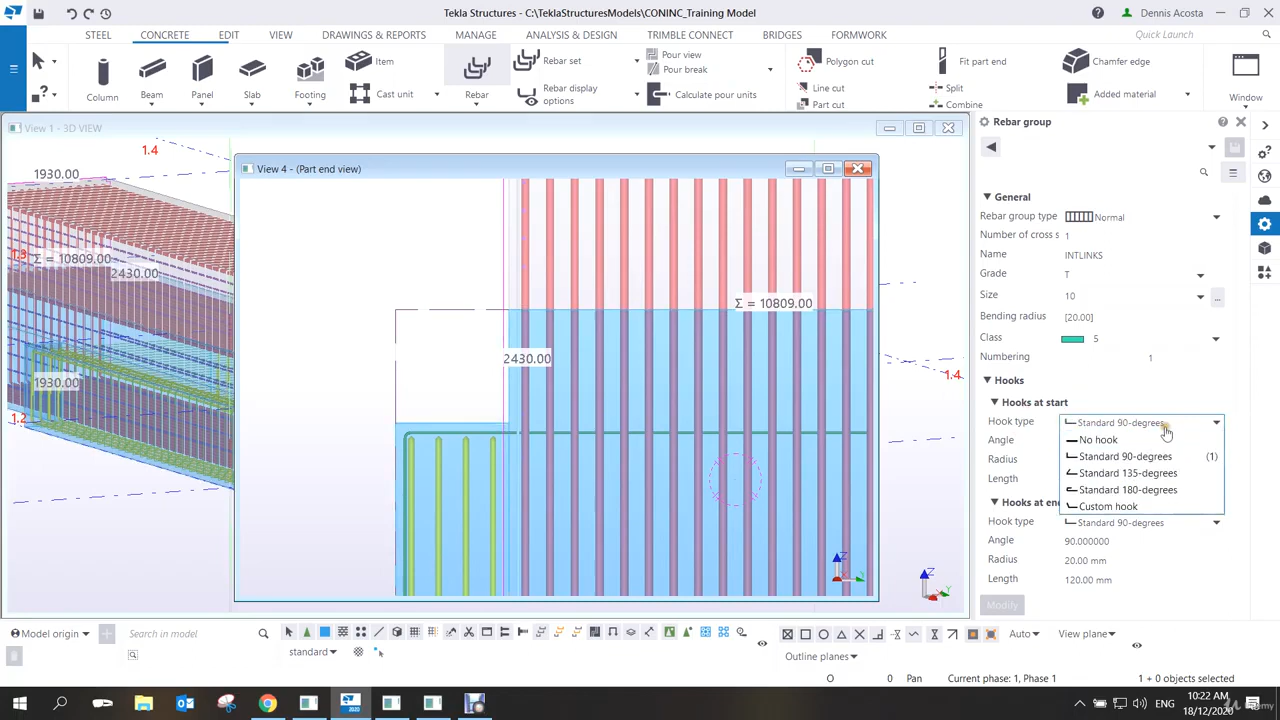 Tekla Structures - C:\TeklaStructuresModels\CONINC_Training Model
Dennis Acosta
STEEL CONCRETE EDIT VIEW DRAWINGS & REPORTS MANAGE ANALYSIS & DESIGN TRIMBLE CONNECT BRIDGES FORMWORK Quick Launch
Column Beam Panel Slab Footing
Item
Cast unit
Rebar
Rebar set
Rebar display options
Pour view
Pour break
Calculate pour units
Polygon cut
Line cut
Part cut
Fit part end
Split
Combine
Chamfer edge
Added material
Window
View 1 - 3D VIEW
1.4
1930.00
1.3
Σ = 10809.00
2430.00
1930.00
1.2
View 4 - (Part end view)
Σ = 10809.00
2430.00
1.4
Z
Z
Y
Rebar group
General
Rebar group type Normal
Number of cross s 1
Name INTLINKS
Grade T
Size 10 ...
Bending radius [20.00]
Class 5
Numbering 1
Hooks
Hooks at start
Hook type Standard 90-degrees
No hook
Standard 90-degrees (1)
Standard 135-degrees
Standard 180-degrees
Custom hook
Angle
Radius
Length
Hooks at en
Hook type Standard 90-degrees
Angle 90.000000
Radius 20.00 mm
Length 120.00 mm
Modify
Model origin Search in model
standard
Auto View plane
Outline planes
O 0 Pan Current phase: 1, Phase 1 1 + 0 objects selected
2020
ENG
10:22 AM
18/12/2020
Udemy